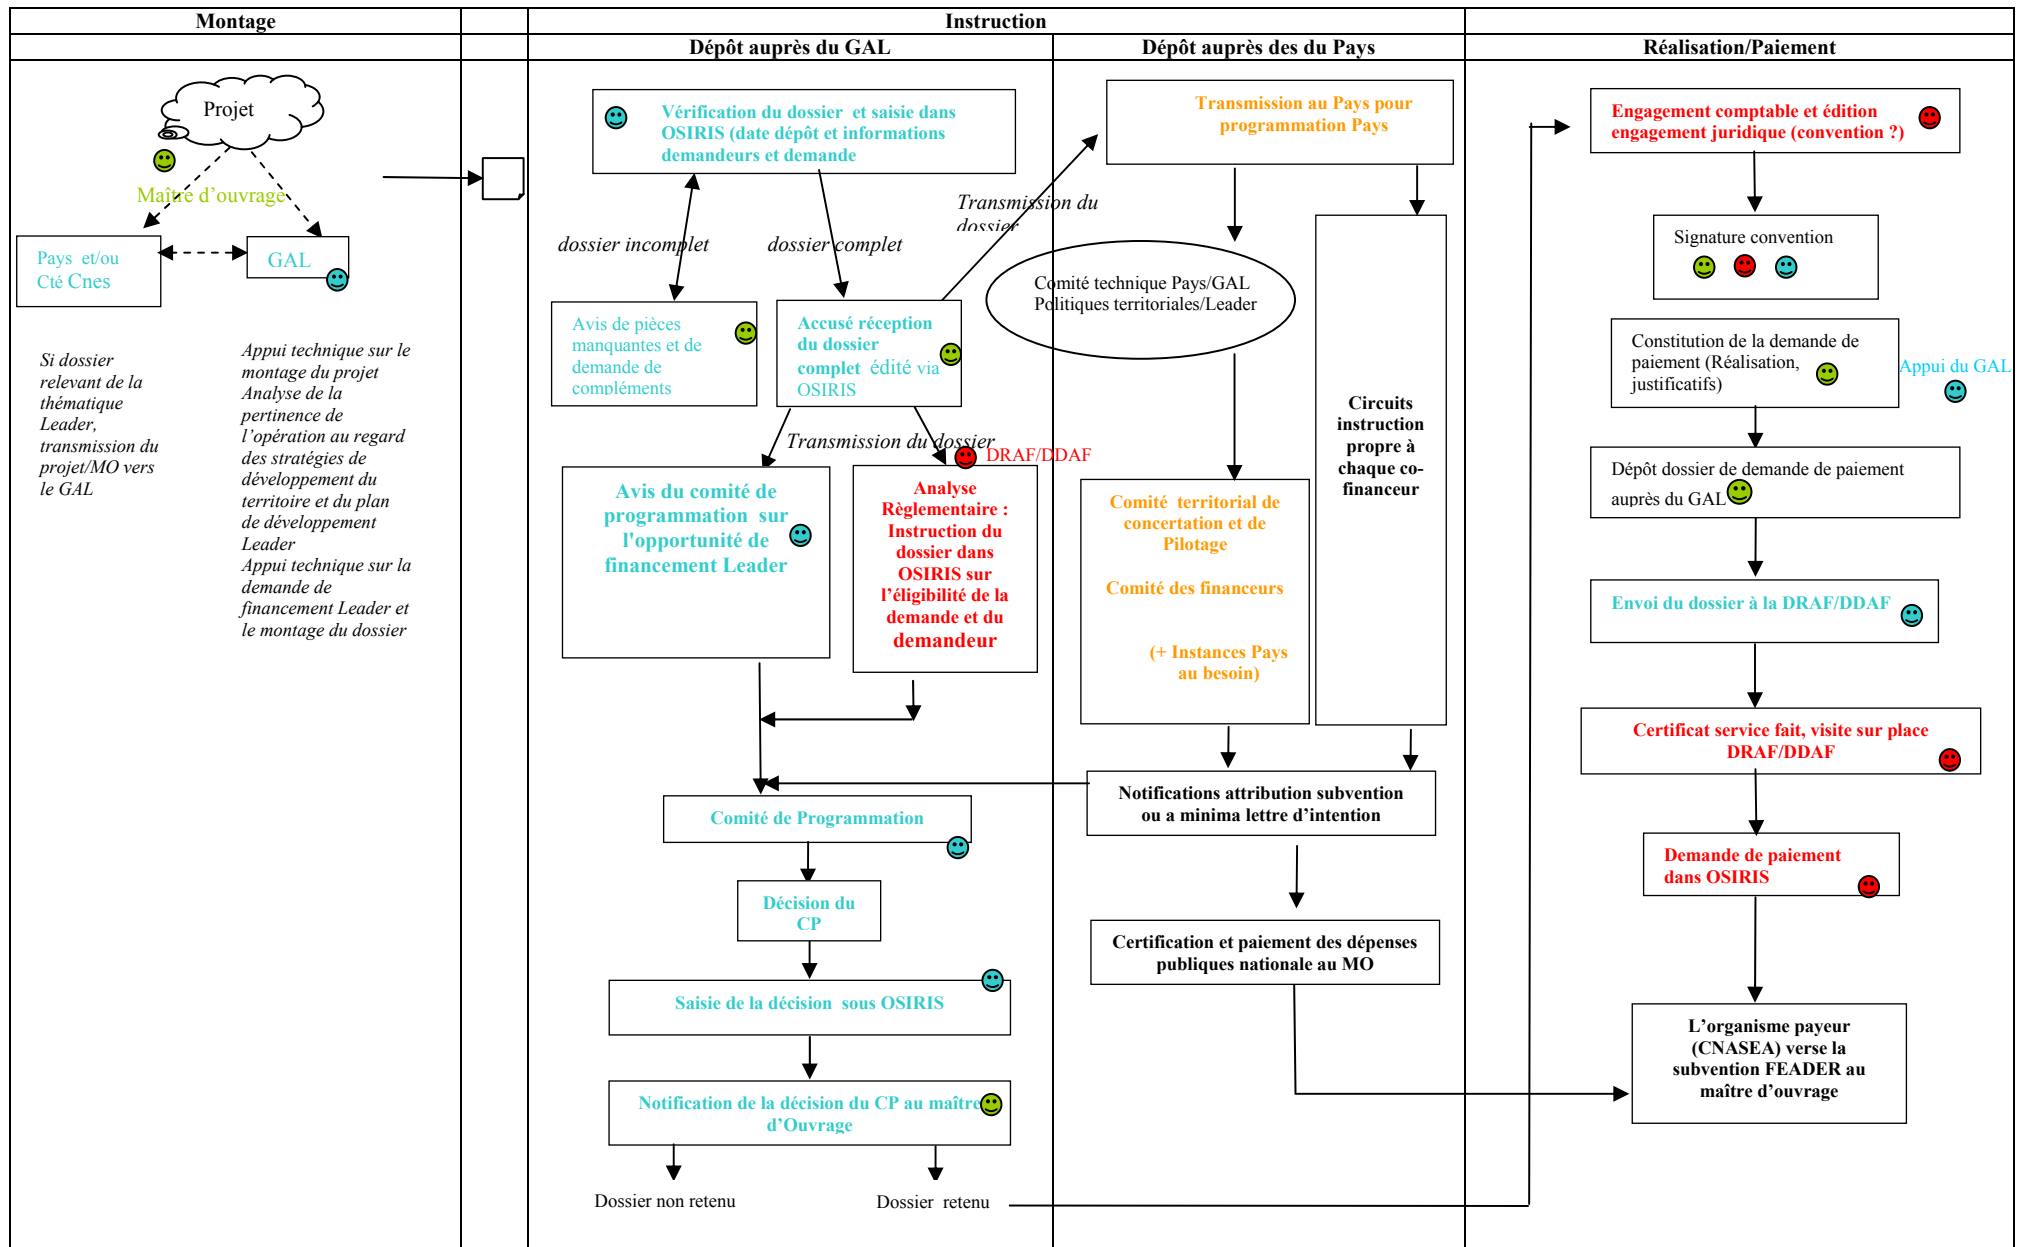 Montage
Instruction
Dépôt auprès du GAL
Dépôt auprès des du Pays
Réalisation/Paiement
Projet
Maître d'ouvrage
Pays et/ou
Cté Cnes
GAL
Si dossier
relevant de la
thématique
Leader,
transmission du
projet/MO vers
le GAL
Appui technique sur le
montage du projet
Analyse de la
pertinence de
l'opération au regard
des stratégies de
développement du
territoire et du plan
de développement
Leader
Appui technique sur la
demande de
financement Leader et
le montage du dossier
Vérification du dossier et saisie dans
OSIRIS (date dépôt et informations
demandeurs et demande
dossier incomplet
dossier complet
Transmission du
dossier
Avis de pièces
manquantes et de
demande de
compléments
Accusé réception
du dossier
complet édité via
OSIRIS
Transmission du dossier
DRAF/DDAF
Avis du comité de
programmation sur
l'opportunité de
financement Leader
Analyse
Règlementaire :
Instruction du
dossier dans
OSIRIS sur
l'éligibilité de la
demande et du
demandeur
Comité de Programmation
Décision du
CP
Saisie de la décision sous OSIRIS
Notification de la décision du CP au maître
d'Ouvrage
Dossier non retenu
Dossier retenu
Transmission au Pays pour
programmation Pays
Comité technique Pays/GAL
Politiques territoriales/Leader
Circuits
instruction
propre à
chaque co-
financeur
Comité territorial de
concertation et de
Pilotage
Comité des financeurs
(+ Instances Pays
au besoin)
Notifications attribution subvention
ou a minima lettre d'intention
Certification et paiement des dépenses
publiques nationale au MO
Engagement comptable et édition
engagement juridique (convention ?)
Signature convention
Constitution de la demande de
paiement (Réalisation,
justificatifs)
Appui du GAL
Dépôt dossier de demande de paiement
auprès du GAL
Envoi du dossier à la DRAF/DDAF
Certificat service fait, visite sur place
DRAF/DDAF
Demande de paiement
dans OSIRIS
L'organisme payeur
(CNASEA) verse la
subvention FEADER au
maître d'ouvrage